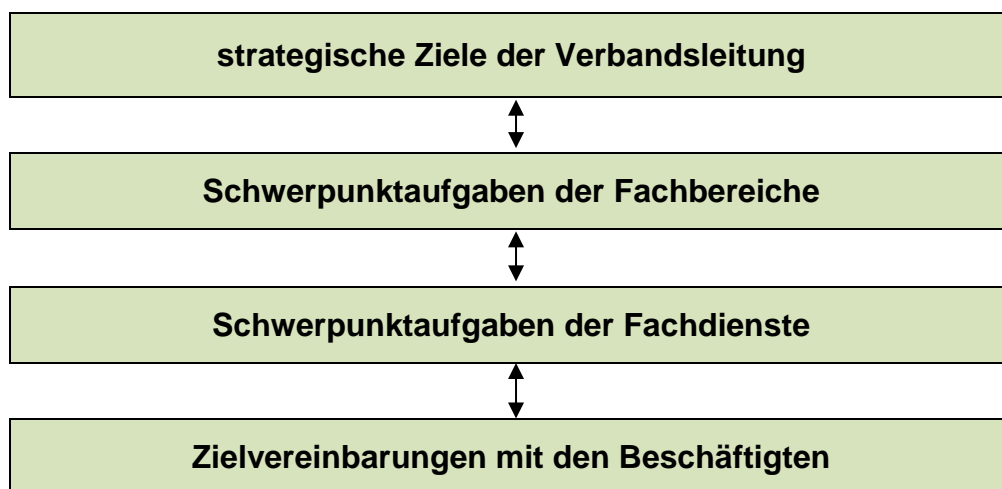 strategische Ziele der Verbandsleitung
Schwerpunktaufgaben der Fachbereiche
Schwerpunktaufgaben der Fachdienste
Zielvereinbarungen mit den Beschäftigten